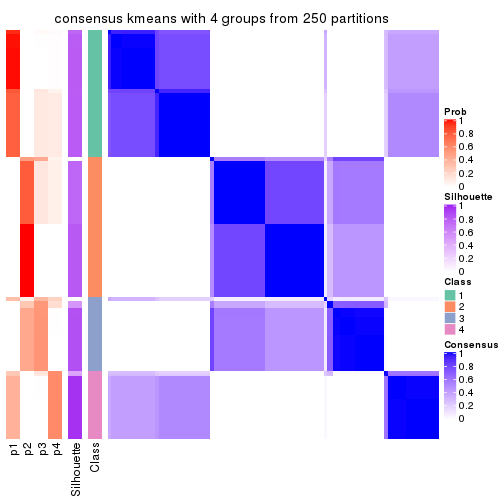 consensus kmeans with 4 groups from 250 partitions
Prob
1
0.8
0.6
0.4
0.2
0
Silhouette
1
0.8
0.6
0.4
0.2
0
Class
1
2
3
4
Consensus
1
0.8
0.6
0.4
0.2
0
p1
p2
p3
p4
Silhouette
Class